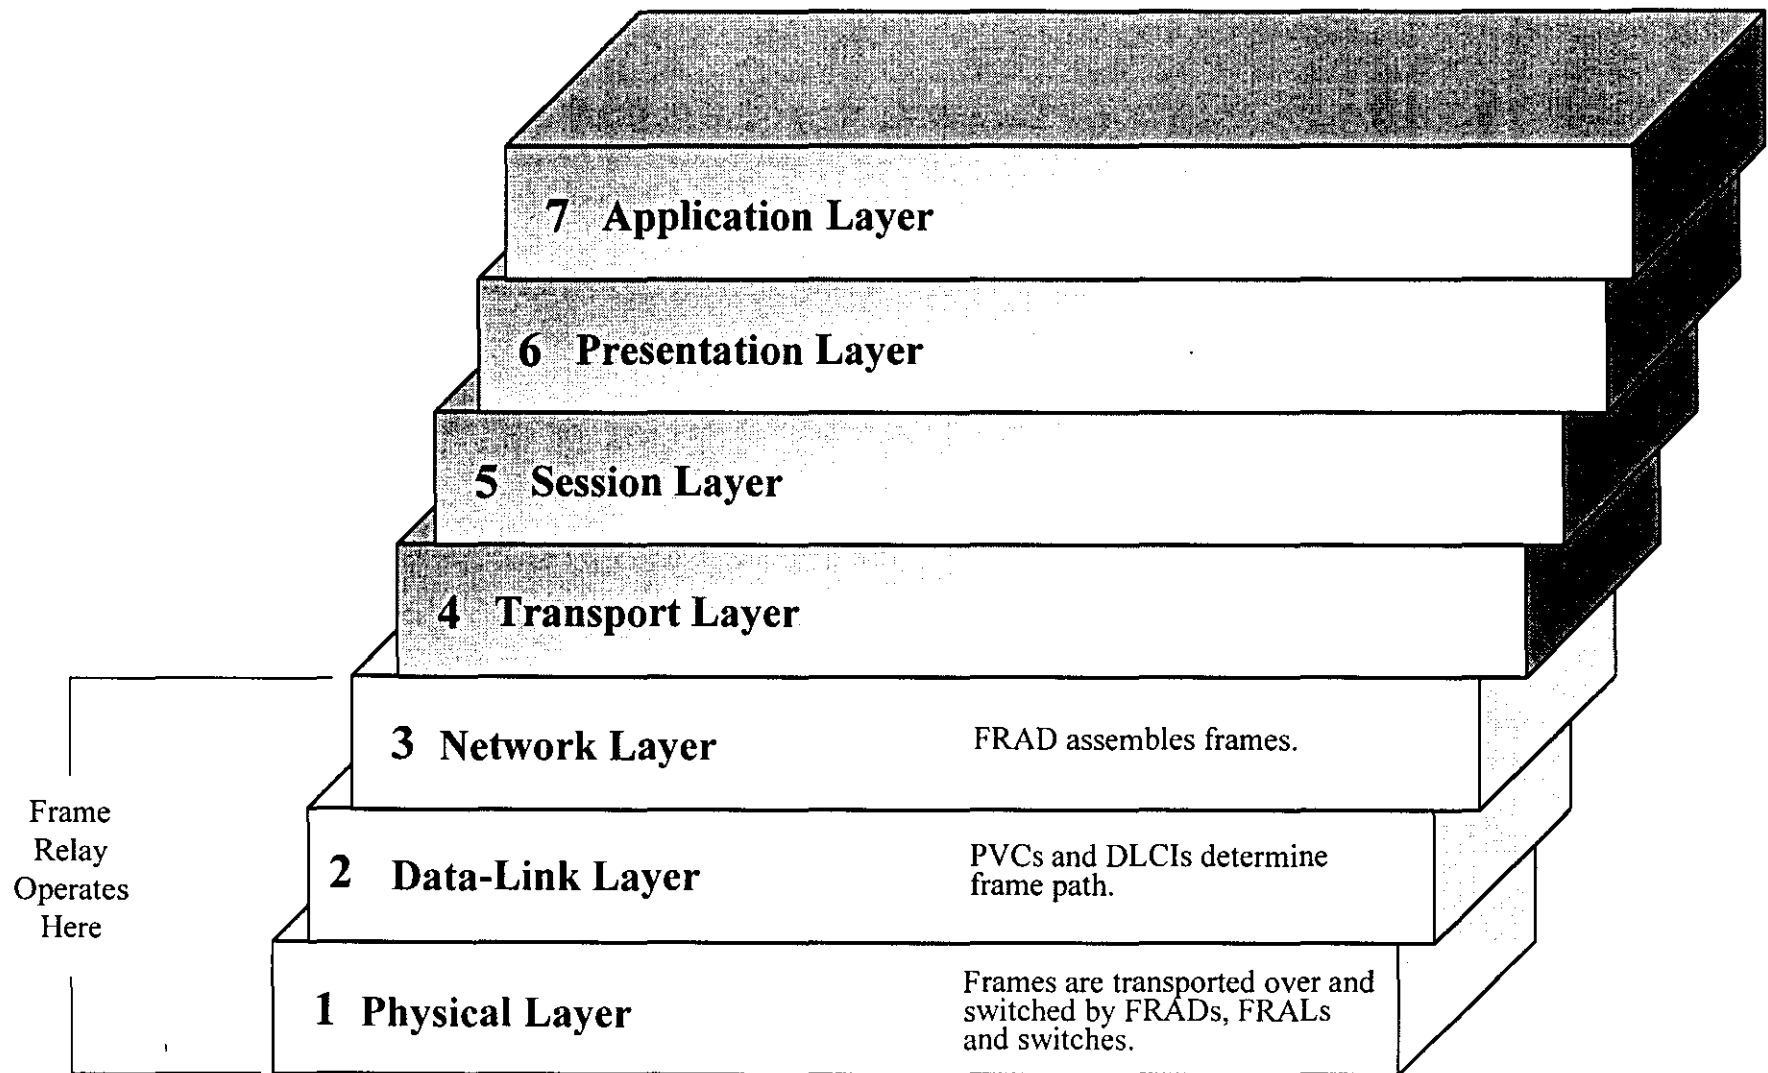 7 Application Layer
6 Presentation Layer
5 Session Layer
4 Transport Layer
3 Network Layer
FRAD assembles frames.
2 Data-Link Layer
PVCs and DLCIs determine
frame path.
1 Physical Layer
Frames are transported over and
switched by FRADs, FRALs
and switches.
Frame
Relay
Operates
Here